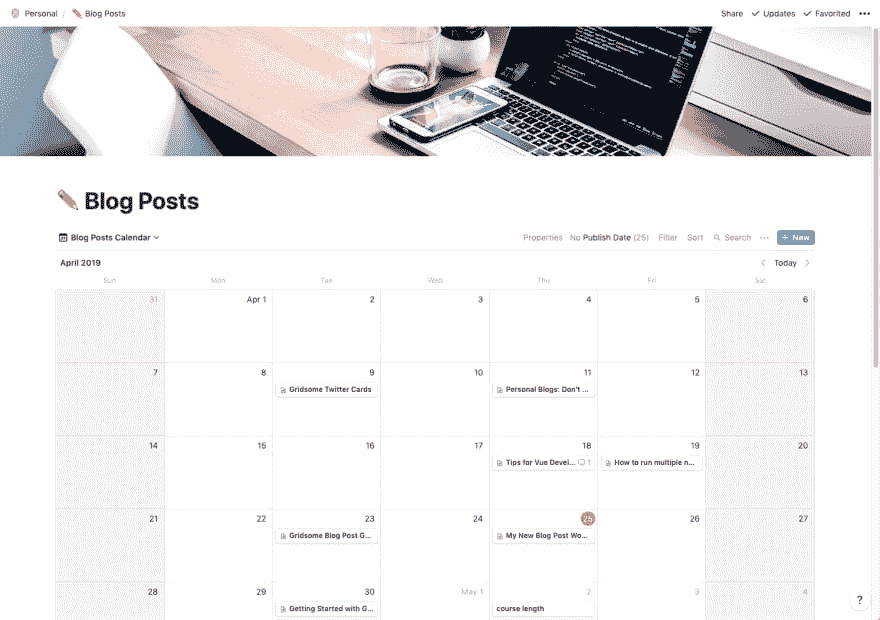 Personal / Blog Posts
Share Updates Favorited •••
Blog Posts
Blog Posts Calendar
Properties No Publish Date (25) Filter Sort Search ••• + New
April 2019
Today
Sun Mon Tue Wed Thu Fri Sat
31 Apr 1 2 3 4 5 6
7 8 9 10 11 12 13
Gridsome Twitter Cards Personal Blogs: Don't ...
14 15 16 17 18 19 20
Tips for Vue Devel... 1 How to run multiple n...
21 22 23 24 25 26 27
Gridsome Blog Post G... My New Blog Post Wo...
28 29 30 May 1 2 3 4
Getting Started with G... course length
?